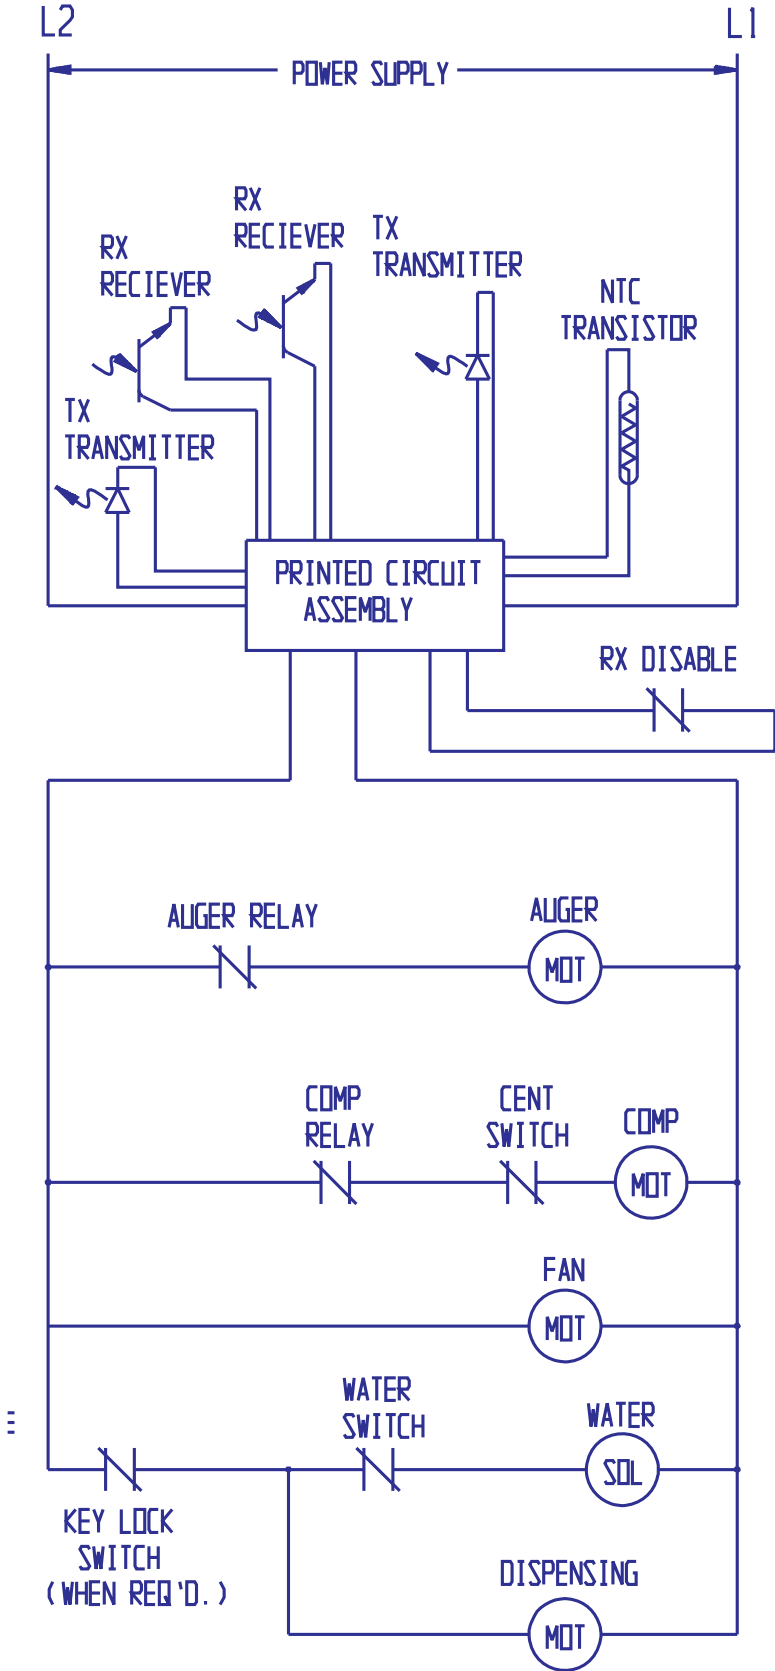 L2
L1
POWER SUPPLY
RX
RECIEVER
TX
TRANSMITTER
RX
RECIEVER
NTC
TRANSISTOR
TX
TRANSMITTER
PRINTED CIRCUIT
ASSEMBLY
RX DISABLE
AUGER RELAY
AUGER
MOT
COMP
RELAY
CENT
SWITCH
COMP
MOT
FAN
MOT
WATER
SWITCH
WATER
SOL
KEY LOCK
SWITCH
(WHEN REQ'D.)
DISPENSING
MOT